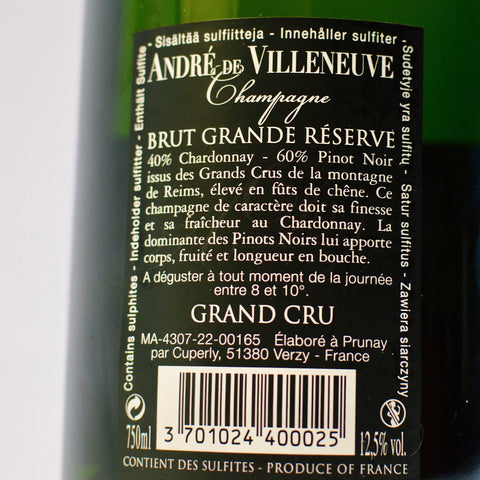 Sisältää sulfiitteja - Innehåller sulfiter -
ANDRÉ DE VILLENEUVE
Champagne
BRUT GRANDE RÉSERVE
40% Chardonnay - 60% Pinot Noir
issus des Grands Crus de la montagne
de Reims, élevé en fûts de chêne. Ce
champagne de caractère doit sa finesse
et sa fraîcheur au Chardonnay. La
dominante des Pinots Noirs lui apporte
corps, fruité et longueur en bouche.
A déguster à tout moment de la journée
entre 8 et 10°.
GRAND CRU
MA-4307-22-00165 Élaboré à Prunay
par Cuperly, 51380 Verzy - France
750ml
3 701024 400025
12,5% vol.
CONTIENT DES SULFITES - PRODUCE OF FRANCE
Contains sulphites - Indeholder sulfitter - Enthält Sulfite
Sudetyje yra sulfitų - Satur sulfitus - Zawiera siarczyny